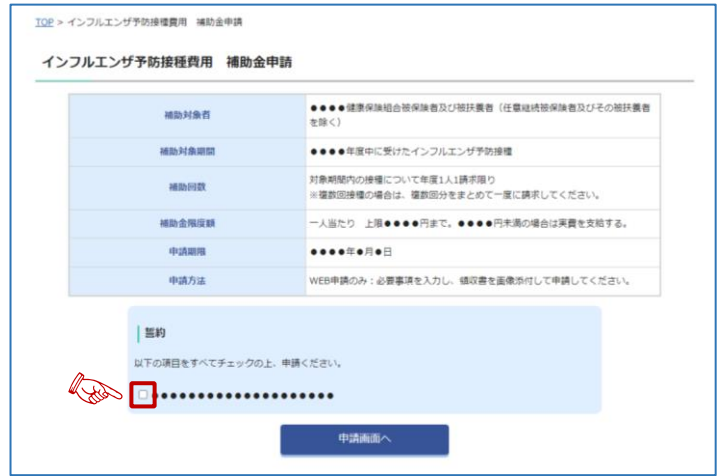 TOP > インフルエンザ予防接種費用　補助金申請
インフルエンザ予防接種費用　補助金申請
補助対象者
●●●●健康保険組合被保険者及び被扶養者（任意継続被保険者及びその被扶養者
を除く）
補助対象期間
●●●●年度中に受けたインフルエンザ予防接種
補助回数
対象期間内の接種について年度1人1請求限り
※複数回接種の場合は、複数回分をまとめて一度に請求してください。
補助金限度額
一人当たり　上限●●●●円まで。●●●●円未満の場合は実費を支給する。
申請期限
●●●●年●月●日
申請方法
WEB申請のみ：必要事項を入力し、領収書を画像添付して申請してください。
誓約
以下の項目をすべてチェックの上、申請ください。
●●●●●●●●●●●●●●●●●●●●
申請画面へ